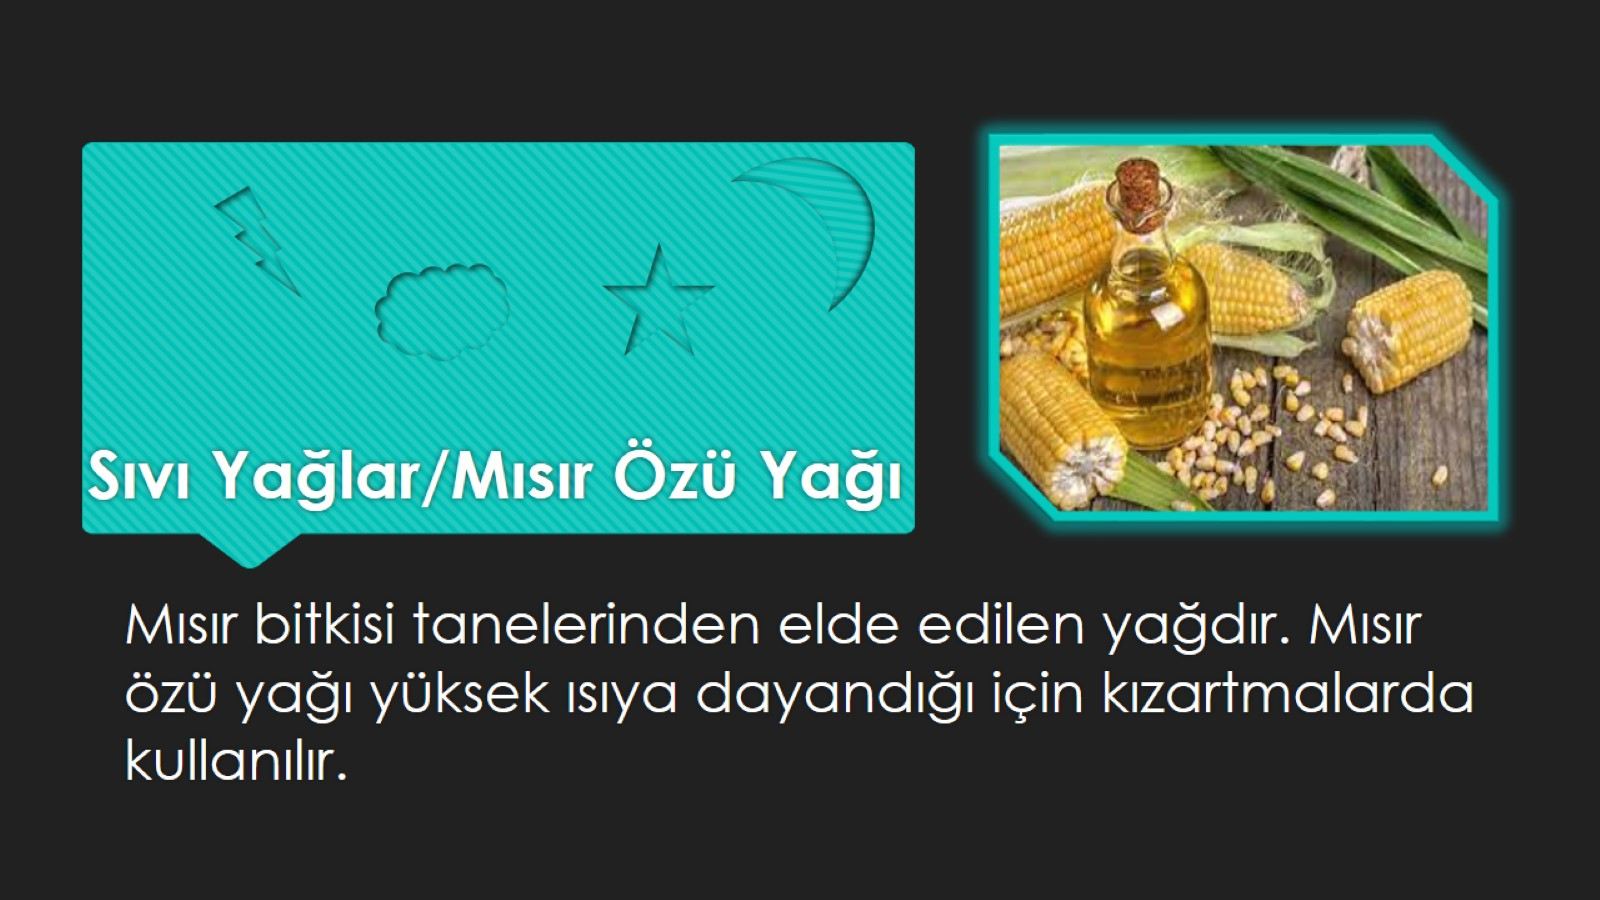 Sıvı Yağlar/Mısır Özü Yağı
Mısır bitkisi tanelerinden elde edilen yağdır. Mısır
özü yağı yüksek ısıya dayandığı için kızartmalarda
kullanılır.